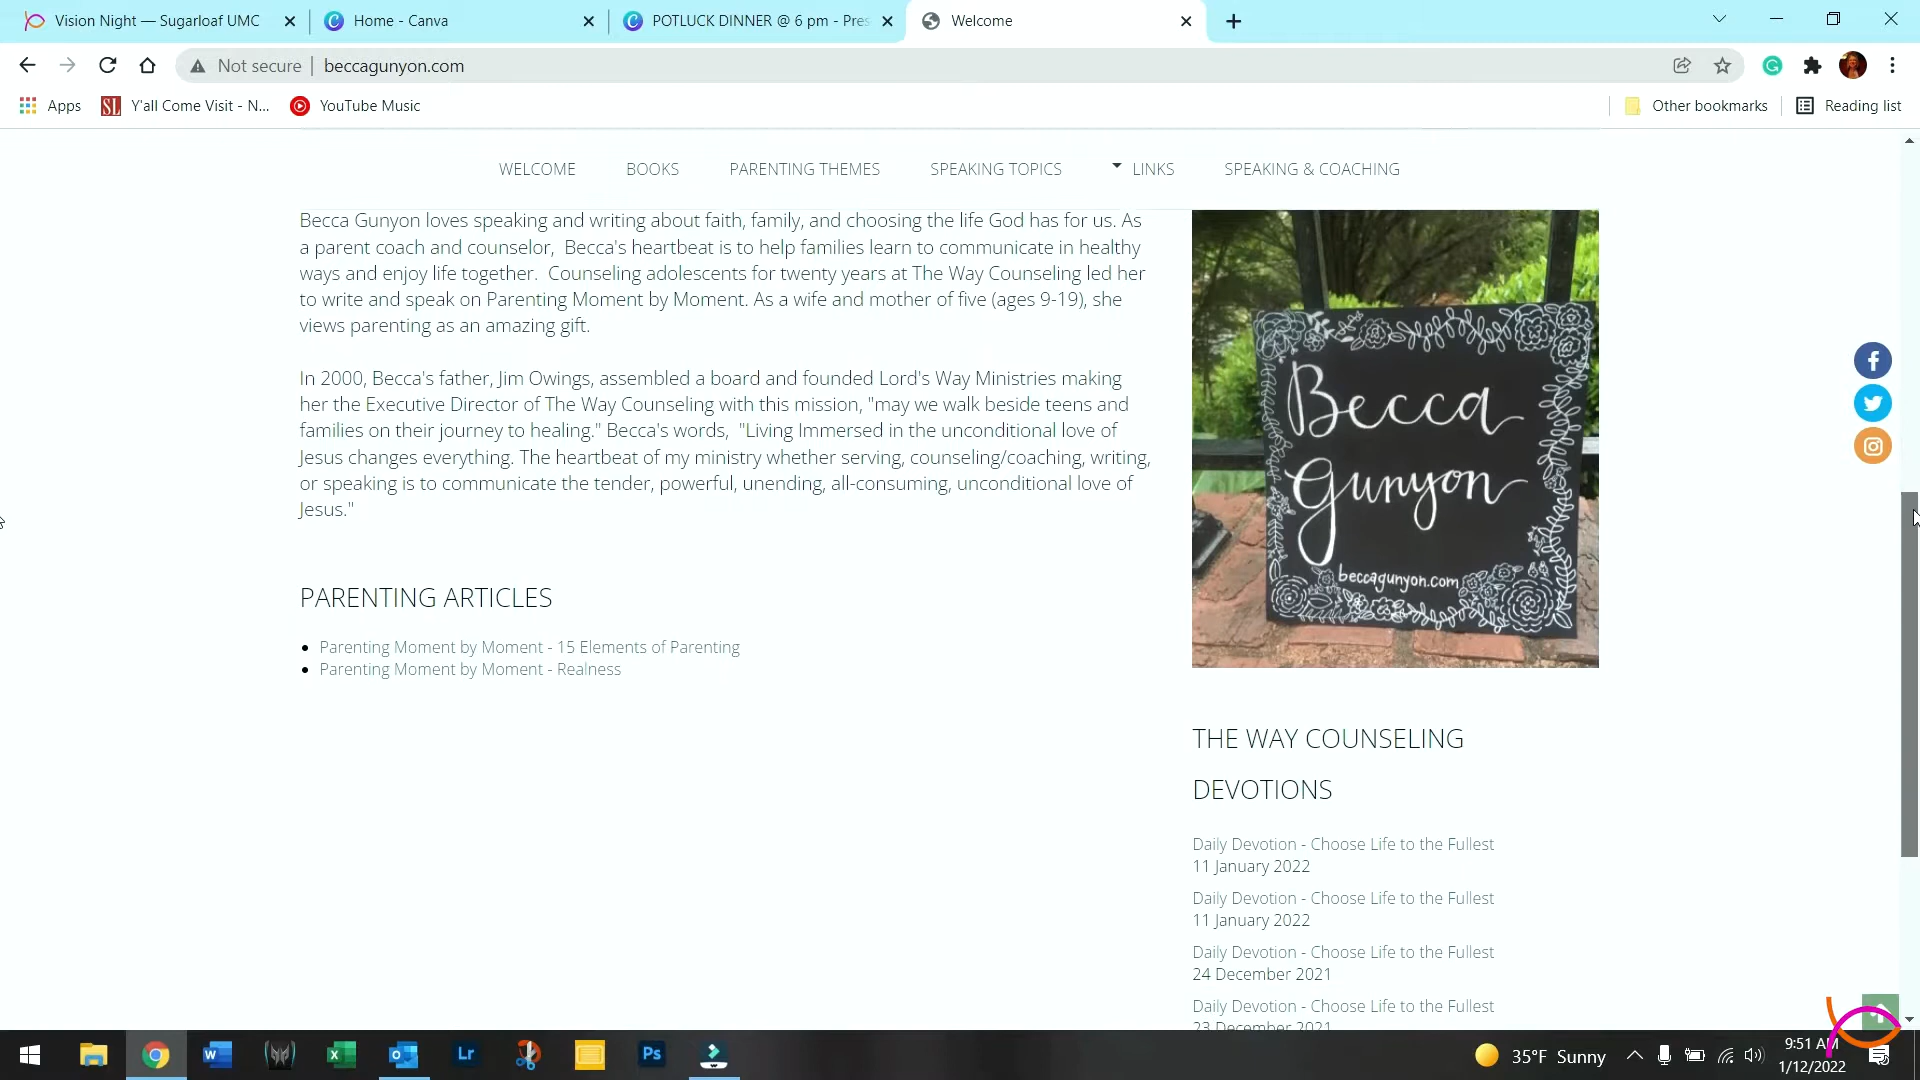 Vision Night — Sugarloaf UMC
Home - Canva
POTLUCK DINNER @ 6 pm - Pres
Welcome
Not secure
beccagunyon.com
Apps
Y'all Come Visit - N...
YouTube Music
Other bookmarks
Reading list
WELCOME
BOOKS
PARENTING THEMES
SPEAKING TOPICS
LINKS
SPEAKING & COACHING
Becca Gunyon loves speaking and writing about faith, family, and choosing the life God has for us. As
a parent coach and counselor,  Becca's heartbeat is to help families learn to communicate in healthy
ways and enjoy life together.  Counseling adolescents for twenty years at The Way Counseling led her
to write and speak on Parenting Moment by Moment. As a wife and mother of five (ages 9-19), she
views parenting as an amazing gift.
In 2000, Becca's father, Jim Owings, assembled a board and founded Lord's Way Ministries making
her the Executive Director of The Way Counseling with this mission, "may we walk beside teens and
families on their journey to healing." Becca's words,  "Living Immersed in the unconditional love of
Jesus changes everything. The heartbeat of my ministry whether serving, counseling/coaching, writing,
or speaking is to communicate the tender, powerful, unending, all-consuming, unconditional love of
Jesus."
PARENTING ARTICLES
Parenting Moment by Moment - 15 Elements of Parenting
Parenting Moment by Moment - Realness
Becca
Gunyon
beccagunyon.com
THE WAY COUNSELING
DEVOTIONS
Daily Devotion - Choose Life to the Fullest
11 January 2022
Daily Devotion - Choose Life to the Fullest
11 January 2022
Daily Devotion - Choose Life to the Fullest
24 December 2021
Daily Devotion - Choose Life to the Fullest
23 December 2021
35°F Sunny
9:51 AM
1/12/2022